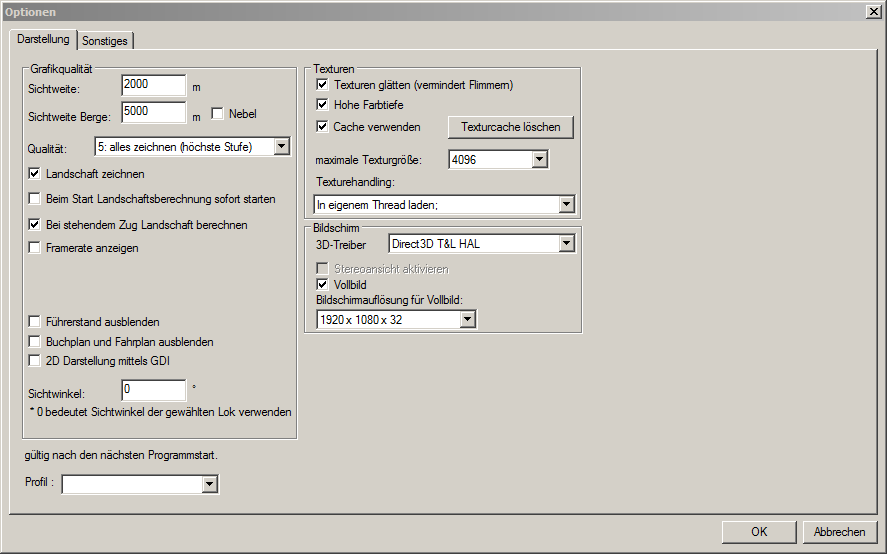 Optionen
Darstellung
Sonstiges
Grafikqualität
Sichtweite: 2000 m
Sichtweite Berge: 5000 m Nebel
Qualität: 5: alles zeichnen (höchste Stufe)
Landschaft zeichnen
Beim Start Landschaftsberechnung sofort starten
Bei stehendem Zug Landschaft berechnen
Framerate anzeigen
Führerstand ausblenden
Buchplan und Fahrplan ausblenden
2D Darstellung mittels GDI
Sichtwinkel: 0 °
* 0 bedeutet Sichtwinkel der gewählten Lok verwenden
Texturen
Texturen glätten (vermindert Flimmern)
Hohe Farbtiefe
Cache verwenden Texturcache löschen
maximale Texturgröße: 4096
Texturehandling:
In eigenem Thread laden;
Bildschirm
3D-Treiber Direct3D T&L HAL
Stereoansicht aktivieren
Vollbild
Bildschirmauflösung für Vollbild:
1920 x 1080 x 32
gültig nach den nächsten Programmstart.
Profil :
OK Abbrechen